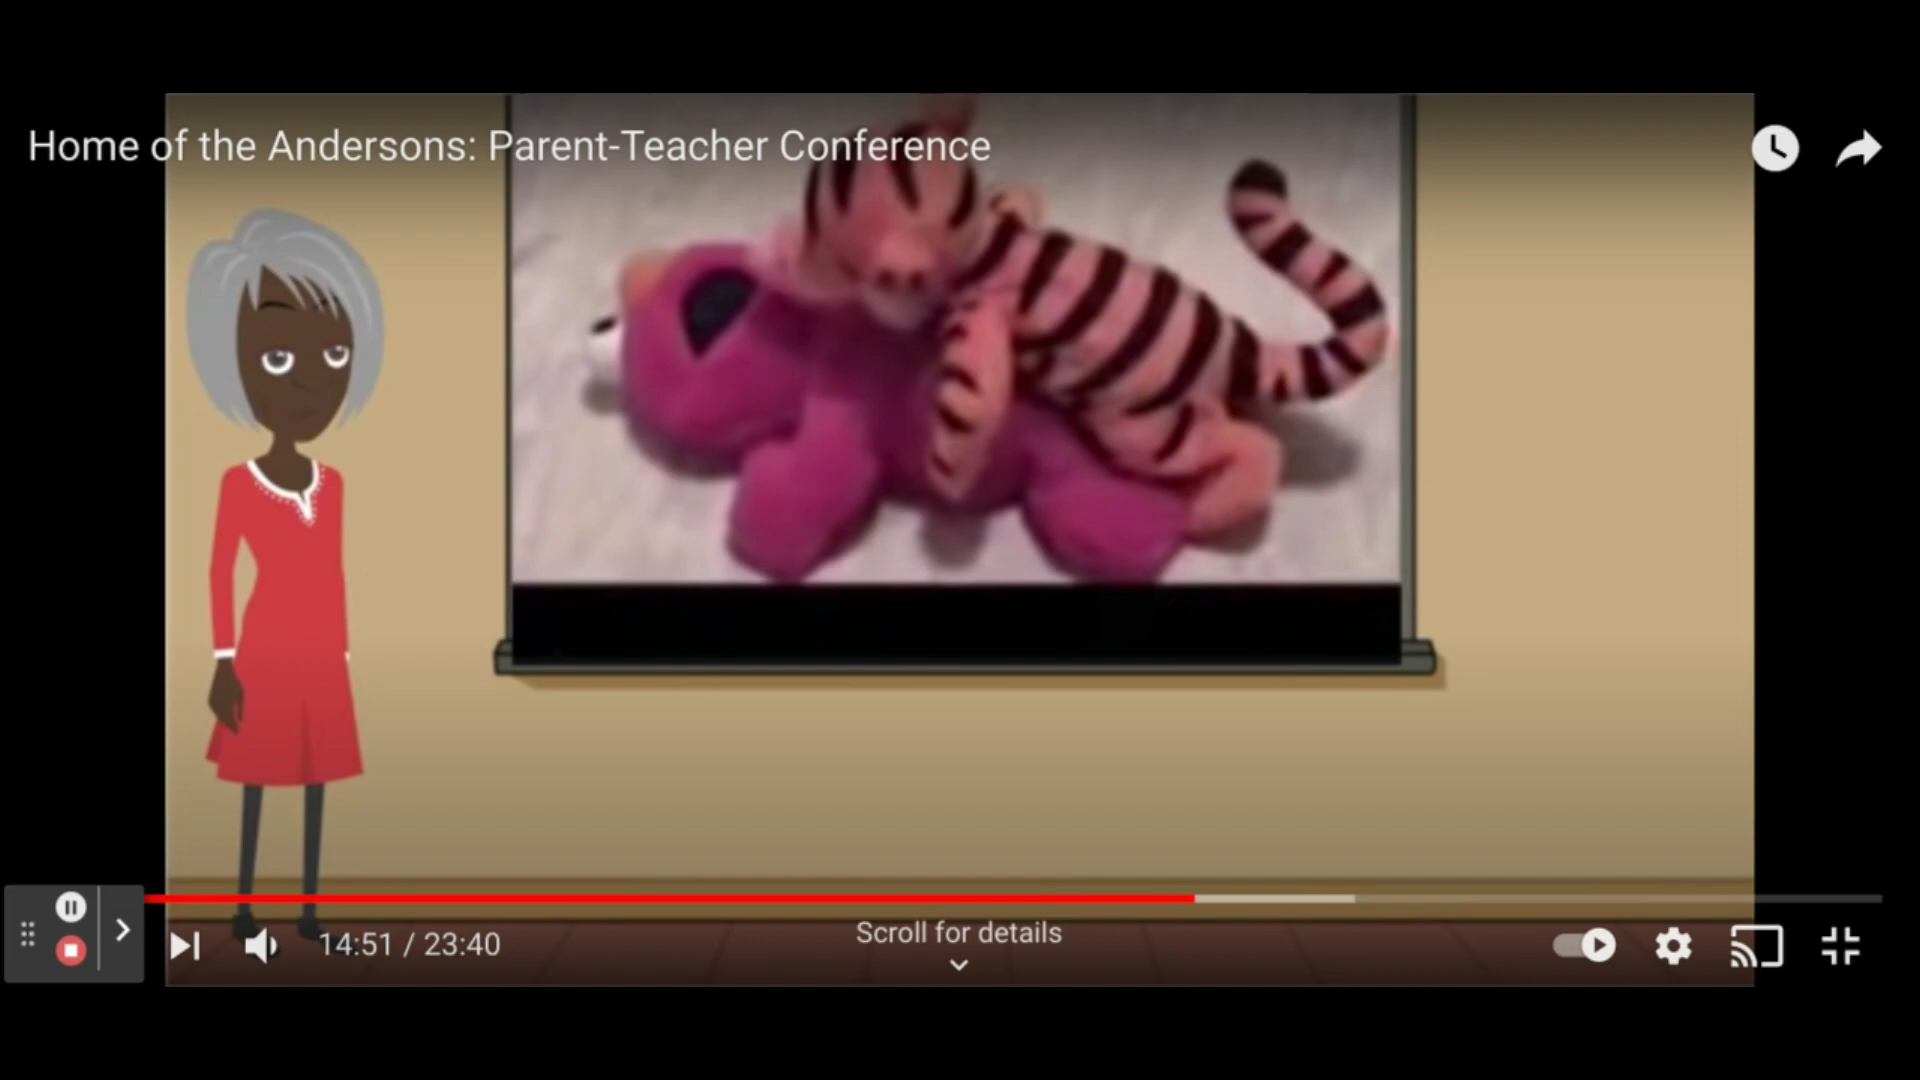 Home of the Andersons: Parent-Teacher Conference
Scroll for details
14:51 / 23:40